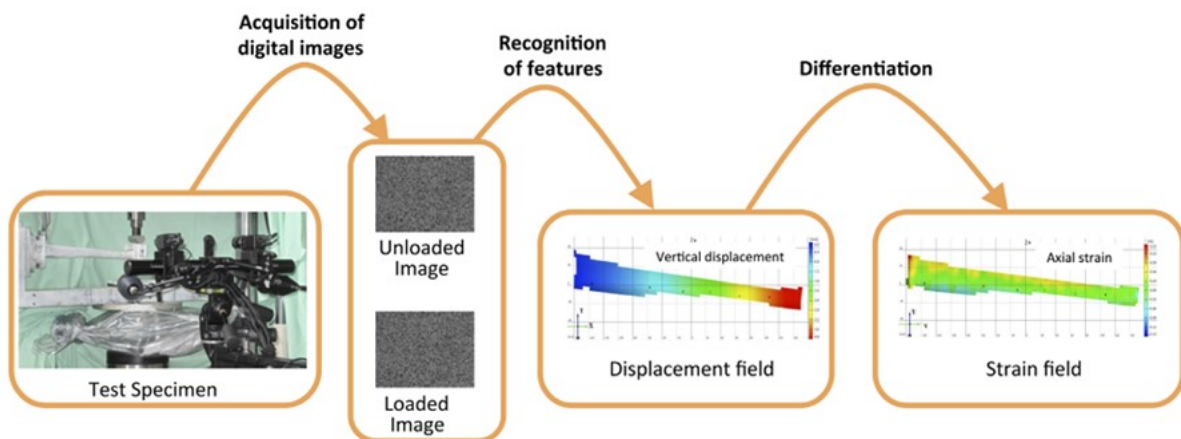 Acquisition of
digital images
Recognition
of features
Differentiation
Unloaded
Image
Loaded
Image
Test Specimen
Vertical displacement
Displacement field
Axial strain
Strain field